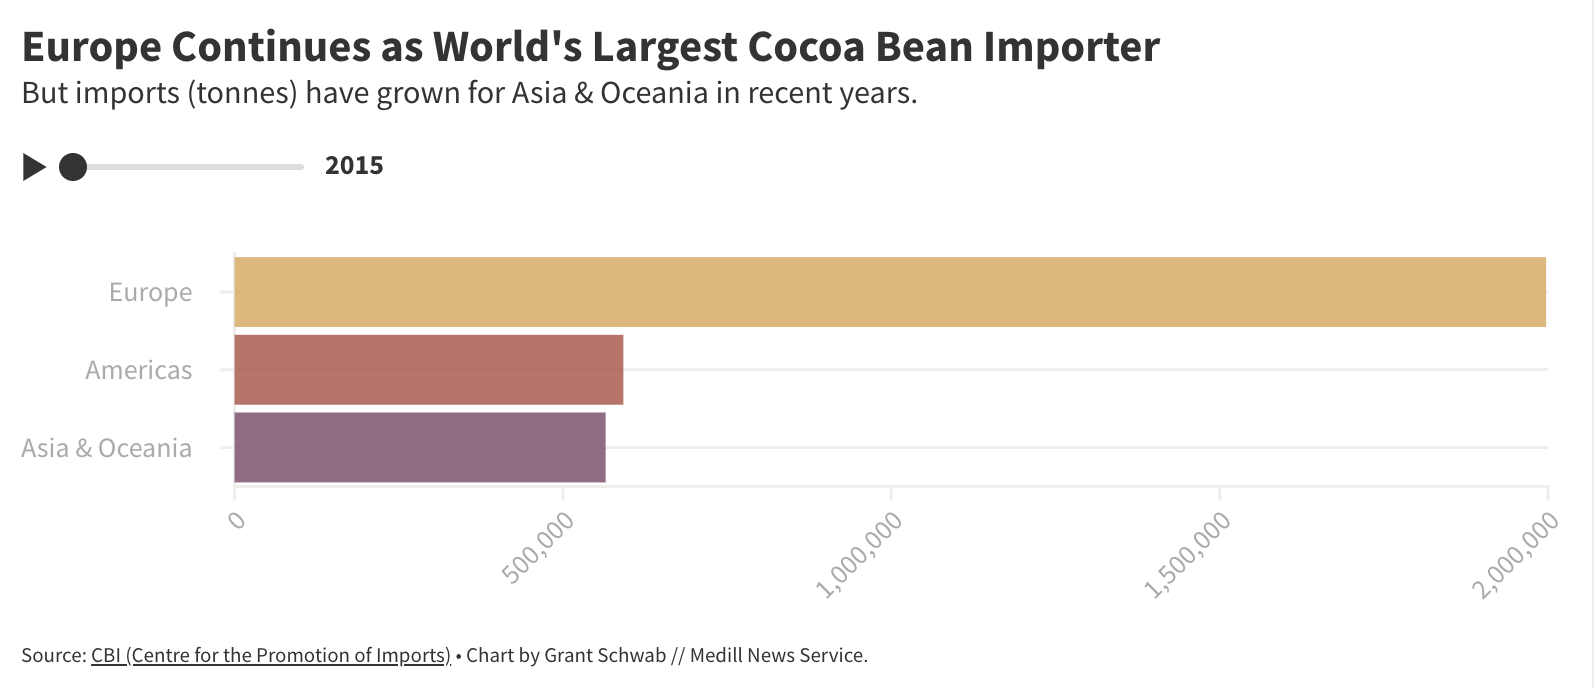 Europe Continues as World's Largest Cocoa Bean Importer
But imports (tonnes) have grown for Asia & Oceania in recent years.
2015
Europe
Americas
Asia & Oceania
0
500,000
1,000,000
1,500,000
2,000,000
Source: CBI (Centre for the Promotion of Imports) • Chart by Grant Schwab // Medill News Service.